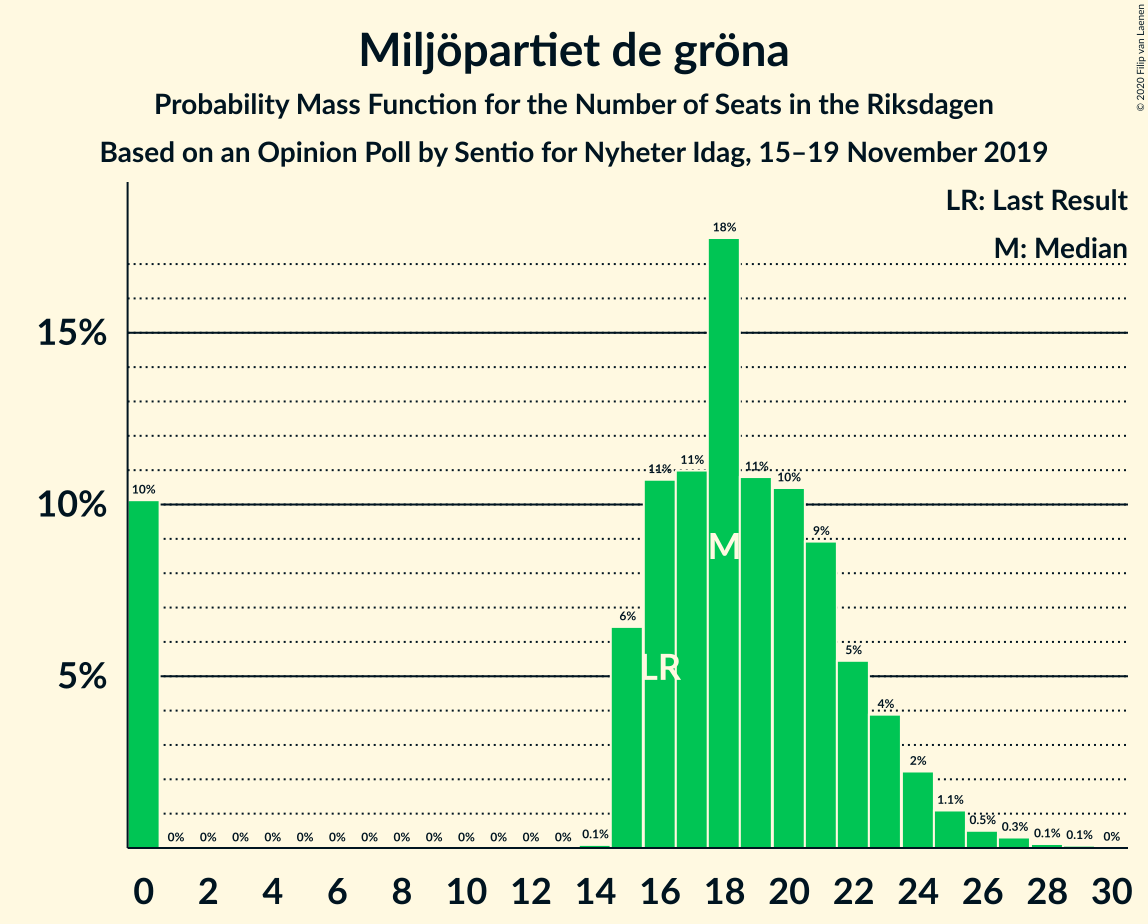 Miljöpartiet de gröna
Probability Mass Function for the Number of Seats in the Riksdagen
Based on an Opinion Poll by Sentio for Nyheter Idag, 15–19 November 2019
© 2020 Filip van Laenen
LR: Last Result
M: Median
15%
10%
5%
10% 0% 0% 0% 0% 0% 0% 0% 0% 0% 0% 0% 0% 0% 0.1% 6% 11% 11% 18% 11% 10% 9% 5% 4% 2% 1.1% 0.5% 0.3% 0.1% 0.1% 0%
M
LR
0 2 4 6 8 10 12 14 16 18 20 22 24 26 28 30